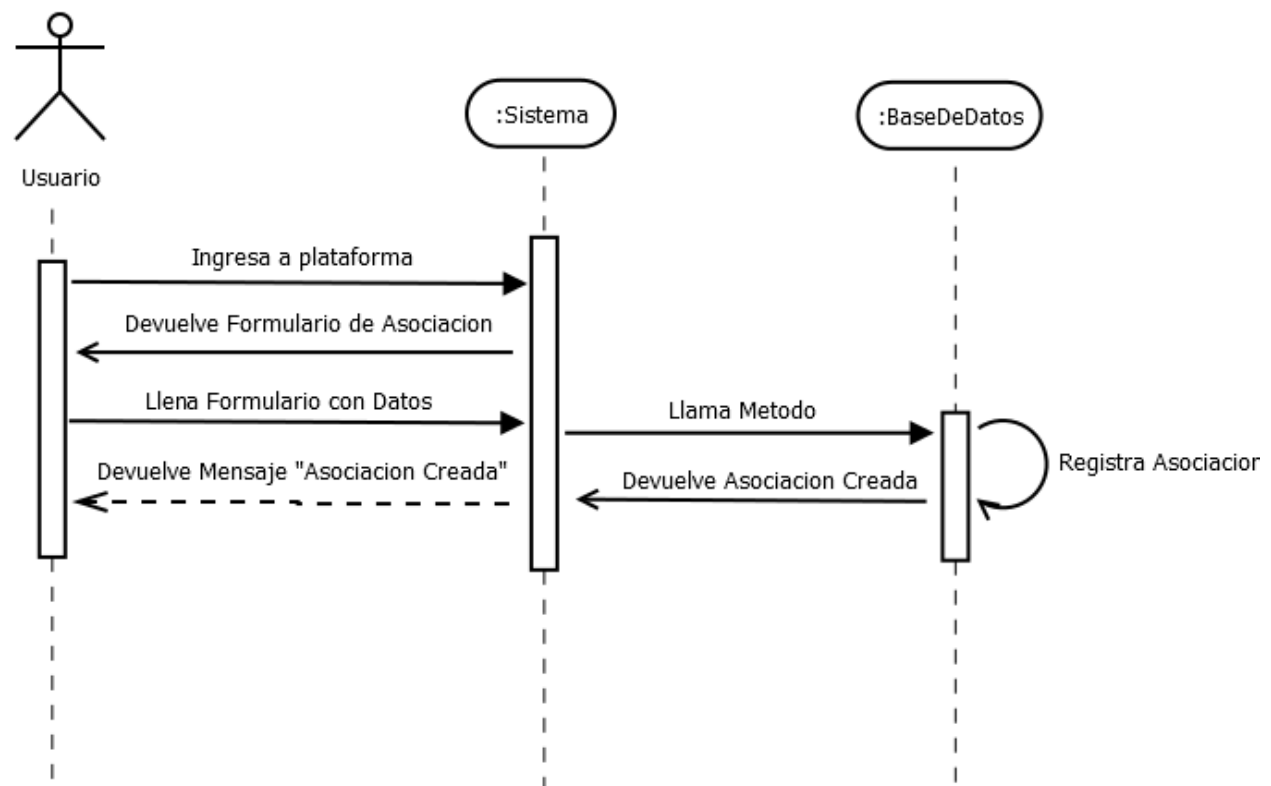 :Sistema
:BaseDeDatos
Usuario
Ingresa a plataforma
Devuelve Formulario de Asociacion
Llena Formulario con Datos
Llama Metodo
Registra Asociacior
Devuelve Mensaje "Asociacion Creada"
Devuelve Asociacion Creada